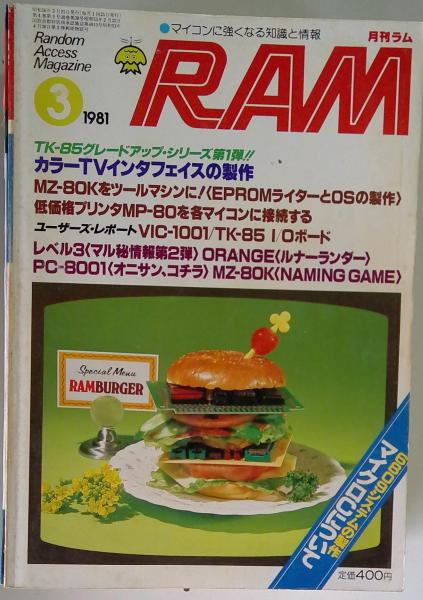 ●マイコンに強くなる知識と情報
月刊ラム
Random
Access
Magazine
RAM
3
1981
TK-85グレードアップ・シリーズ第1弾!!
カラーTVインタフェイスの製作
MZ-80Kをツールマシンに!〈EPROMライターとOSの製作〉
低価格プリンタMP-80を各マイコンに接続する
ユーザーズ・レポート VIC-1001/TK-85 I/Oボード
レベル3〈マル秘情報第2弾〉 ORANGE〈ルナーランダー〉
PC-8001〈オニサン、コチラ〉 MZ-80K〈NAMING GAME〉
Special Menu
RAMBURGER
定価400円